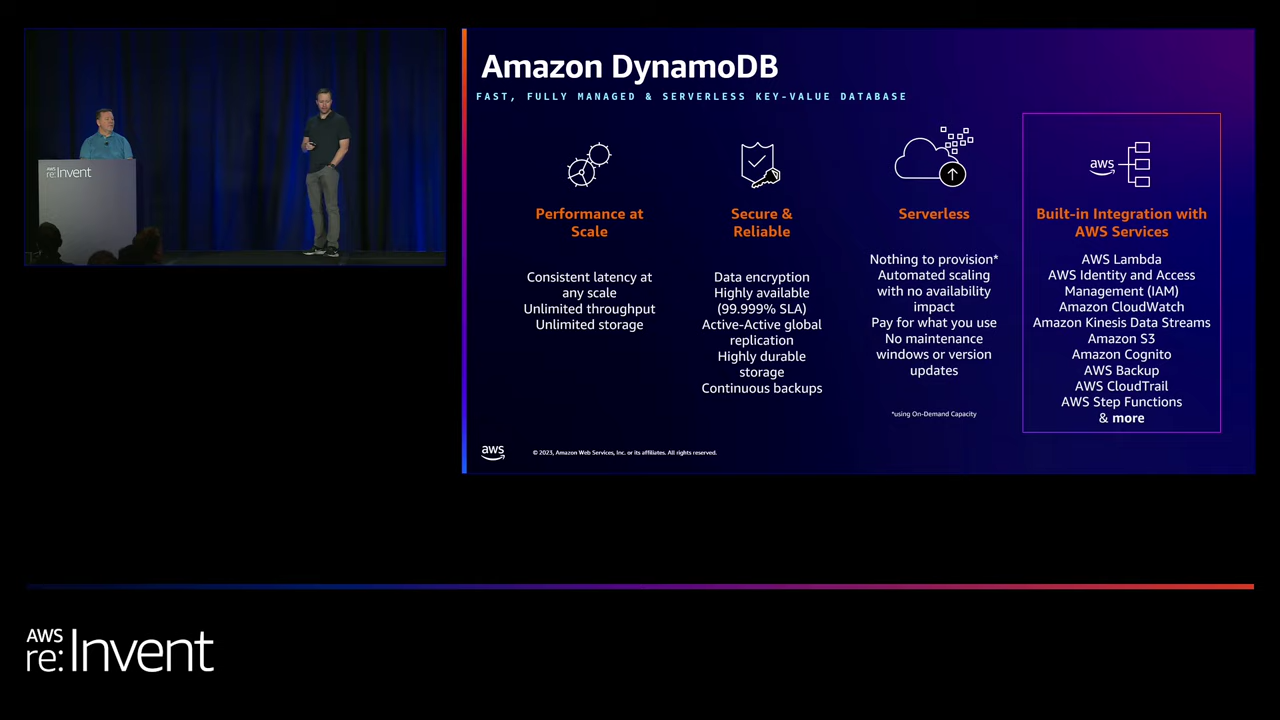 AWS
re:Invent
Amazon DynamoDB
FAST, FULLY MANAGED & SERVERLESS KEY-VALUE DATABASE
Performance at
Scale
Consistent latency at
any scale
Unlimited throughput
Unlimited storage
Secure &
Reliable
Data encryption
Highly available
(99.999% SLA)
Active-Active global
replication
Highly durable
storage
Continuous backups
Serverless
Nothing to provision*
Automated scaling
with no availability
impact
Pay for what you use
No maintenance
windows or version
updates
*using On-Demand Capacity
aws
Built-in Integration with
AWS Services
AWS Lambda
AWS Identity and Access
Management (IAM)
Amazon CloudWatch
Amazon Kinesis Data Streams
Amazon S3
Amazon Cognito
AWS Backup
AWS CloudTrail
AWS Step Functions
& more
aws
© 2023, Amazon Web Services, Inc. or its affiliates. All rights reserved.
AWS
re:Invent